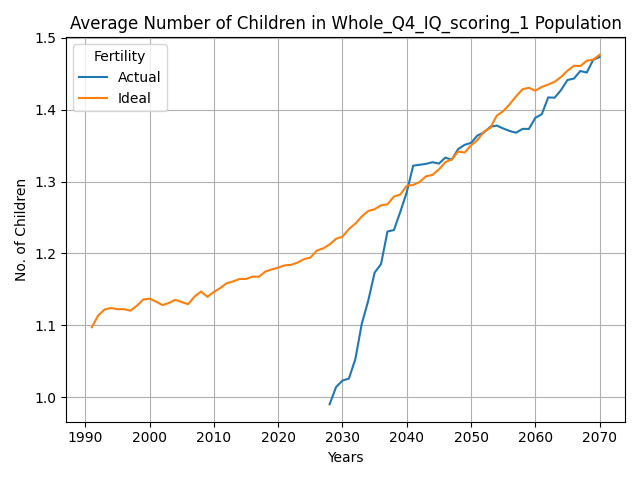 Average Number of Children in Whole_Q4_IQ_scoring_1 Population
Fertility
Actual
Ideal
No. of Children
1.5
1.4
1.3
1.2
1.1
1.0
1990 2000 2010 2020 2030 2040 2050 2060 2070
Years